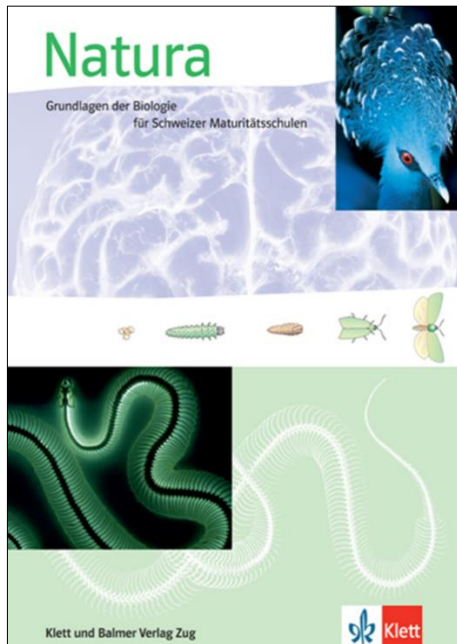 Natura
Grundlagen der Biologie
für Schweizer Maturitätsschulen
Klett und Balmer Verlag Zug
Klett